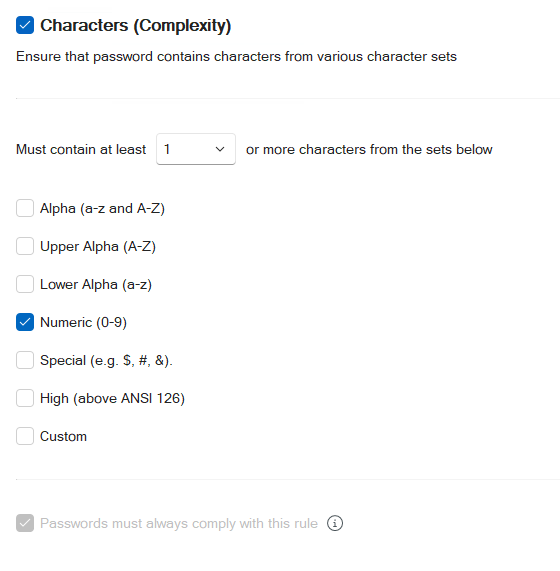 Characters (Complexity)
Ensure that password contains characters from various character sets
Must contain at least 1 or more characters from the sets below
Alpha (a-z and A-Z)
Upper Alpha (A-Z)
Lower Alpha (a-z)
Numeric (0-9)
Special (e.g. $, #, &).
High (above ANSI 126)
Custom
Passwords must always comply with this rule